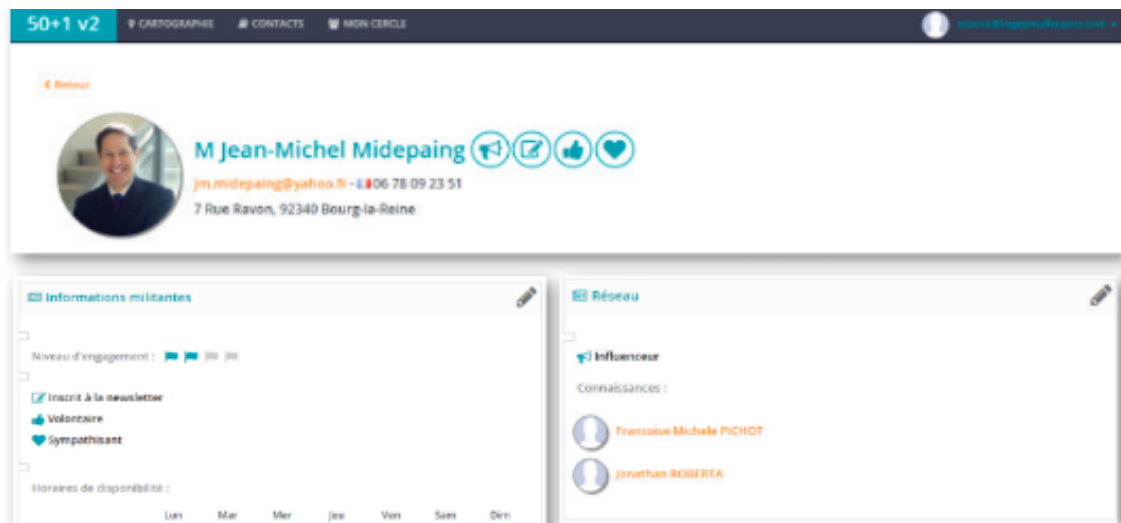 50+1 v2 CARTOGRAPHIE CONTACTS MON CERCLE
Retour
M Jean-Michel Midepaing
jm.midepaing@yahoo.fr - 06 78 09 23 51
7 Rue Ravon, 92340 Bourg-la-Reine
Informations militantes
Niveau d'engagement :
Inscrit à la newsletter
Volontaire
Sympathisant
Horaires de disponibilité :
Lun Mar Mer Jeu Ven Sam Dim
Réseau
Influenceur
Connaissances :
Francoise Michele PICHOT
Jonathan ROBERTA